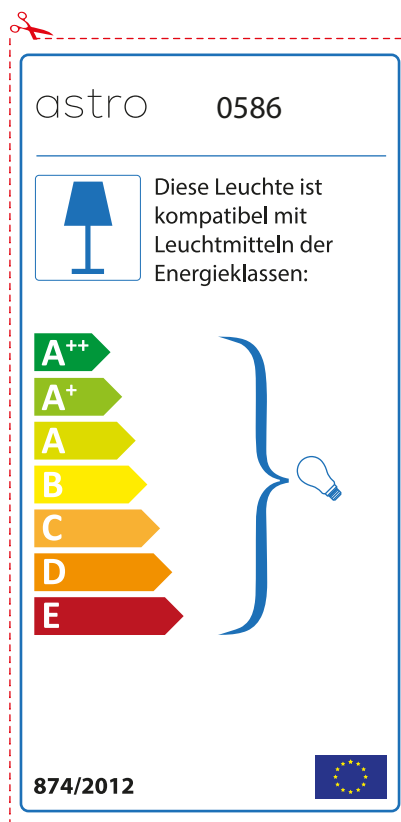 astro 0586
Diese Leuchte ist
kompatibel mit
Leuchtmitteln der
Energieklassen:
A++
A+
A
B
C
D
E
874/2012